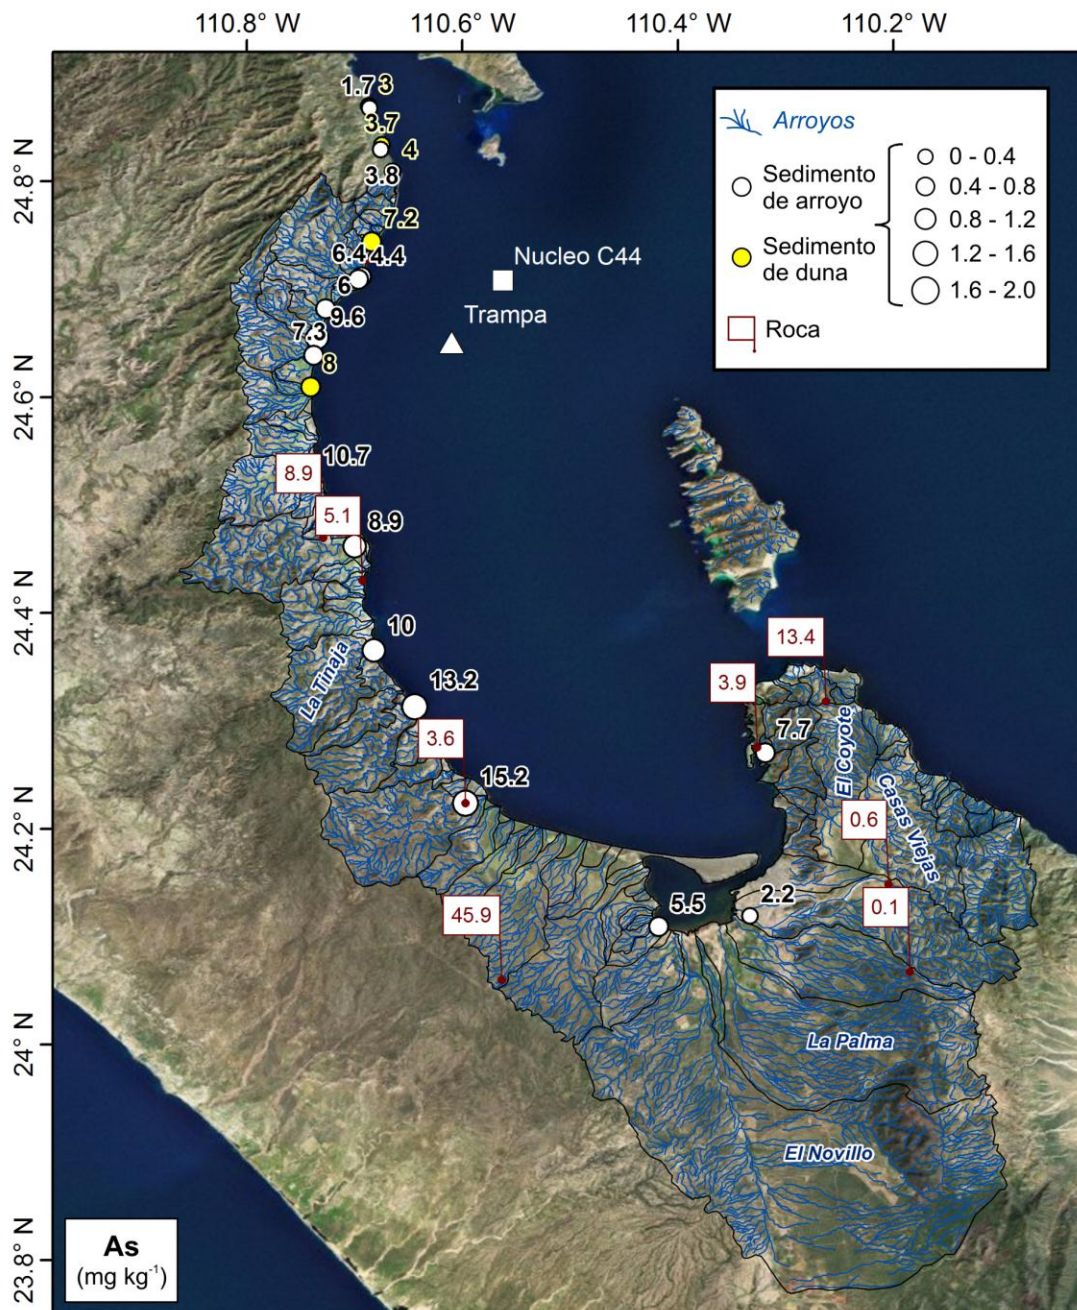 110.8° W
110.6° W
110.4° W
110.2° W
24.8° N
24.6° N
24.4° N
24.2° N
24° N
23.8° N
Arroyos
Sedimento
de arroyo
Sedimento
de duna
Roca
0 - 0.4
0.4 - 0.8
0.8 - 1.2
1.2 - 1.6
1.6 - 2.0
1.7
3
3.7
4
3.8
7.2
6.4
4.4
6
9.6
7.3
8
Nucleo C44
Trampa
10.7
8.9
5.1
8.9
10
13.2
3.6
15.2
La Tinaja
13.4
3.9
7.7
El Coyote
Casas Viejas
0.6
0.1
2.2
5.5
45.9
La Palma
El Novillo
As
(mg kg⁻¹)